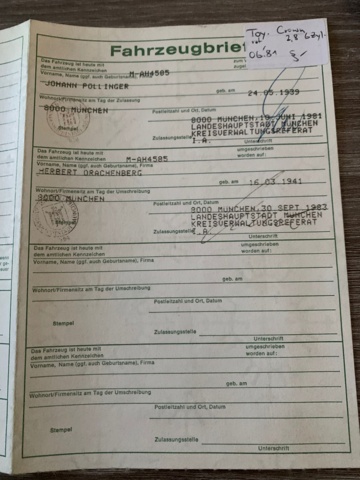 Toy. Crown
rot 2.8 6 Zyl.
06.81
Fahrzeugbrief
Das Fahrzeug ist heute mit
dem amtlichen Kennzeichen M-AH4585
Vorname, Name (ggf. auch Geburtsname), Firma
JOHANN POLLINGER geb. am 24 05.1939
Wohnort/Firmensitz am Tag der Zulassung
8000 MÜNCHEN Postleitzahl und Ort, Datum
8000 MÜNCHEN, JUNI 1981
LANDESHAUPTSTADT MÜNCHEN
Zulassungsstelle KREISVERWALTUNGSREFERAT
Stempel I.A. Unterschrift
Das Fahrzeug ist heute mit umgeschrieben
dem amtlichen Kennzeichen M-AH4585 worden auf:
Vorname, Name (ggf. auch Geburtsname), Firma
HERBERT DRACHENBERG geb. am 16.03.1941
Wohnort/Firmensitz am Tag der Umschreibung
8000 MÜNCHEN Postleitzahl und Ort, Datum
8000 MÜNCHEN, 30 SEPT 1983
LANDESHAUPTSTADT MÜNCHEN
Zulassungsstelle KREISVERWALTUNGSREFERAT
Stempel I.A. Unterschrift
Das Fahrzeug ist heute mit umgeschrieben
dem amtlichen Kennzeichen worden auf:
Vorname, Name (ggf. auch Geburtsname), Firma
geb. am
Wohnort/Firmensitz am Tag der Umschreibung
Postleitzahl und Ort, Datum
Stempel Zulassungsstelle
Unterschrift
Das Fahrzeug ist heute mit umgeschrieben
dem amtlichen Kennzeichen worden auf:
Vorname, Name (ggf. auch Geburtsname), Firma
geb. am
Wohnort/Firmensitz am Tag der Umschreibung
Postleitzahl und Ort, Datum
Stempel
Zulassungsstelle
Unterschrift